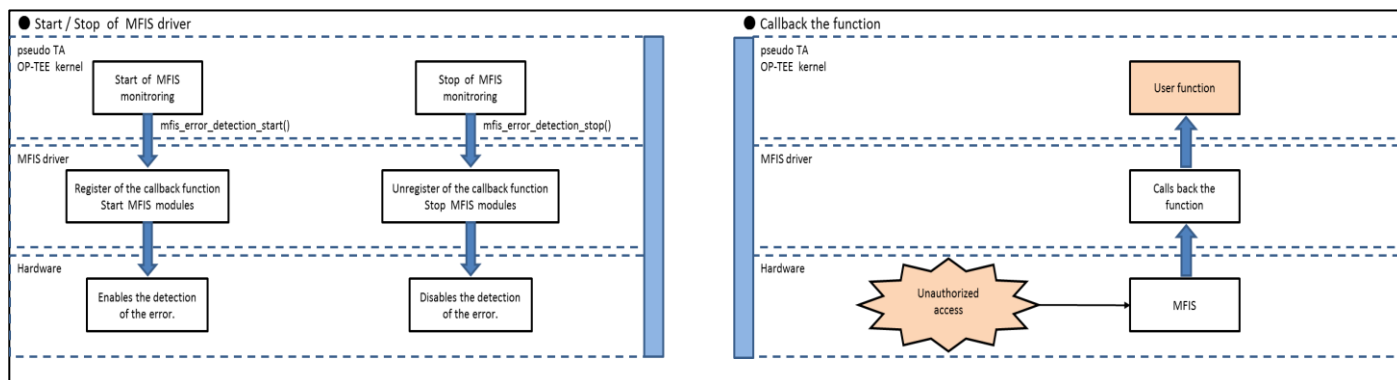 ● Start / Stop of MFIS driver
pseudo TA
OP-TEE kernel
Start of MFIS
monitroring
Stop of MFIS
monitoring
mfis_error_detection_start()
mfis_error_detection_stop()
MFIS driver
Register of the callback function
Start MFIS modules
Unregister of the callback function
Stop MFIS modules
Hardware
Enables the detection
of the error.
Disables the detection
of the error.
● Callback the function
pseudo TA
OP-TEE kernel
User function
MFIS driver
Calls back the
function
Hardware
Unauthorized
access
MFIS